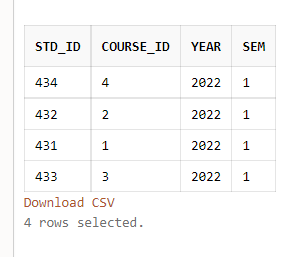 STD_ID COURSE_ID YEAR SEM
434 4 2022 1
432 2 2022 1
431 1 2022 1
433 3 2022 1
Download CSV
4 rows selected.